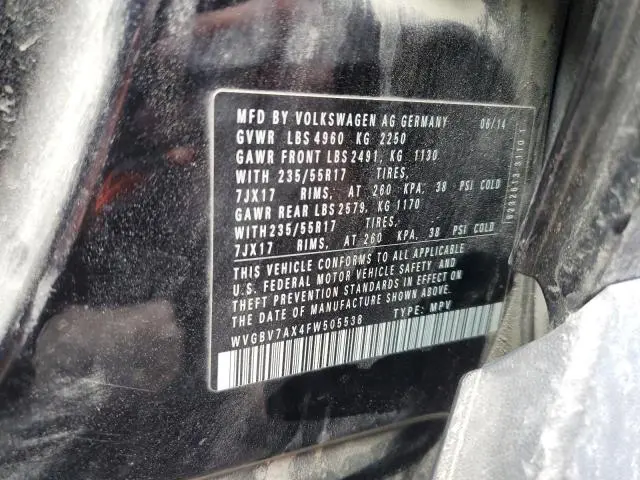 MFD BY VOLKSWAGEN AG GERMANY 06/14
GVWR LBS 4960 KG 2250
GAWR FRONT LBS 2491, KG 1130
WITH 235/55R17 TIRES,
7JX17 RIMS, AT 260 KPA, 38 PSI COLD
GAWR REAR LBS 2579, KG 1170
WITH 235/55R17 TIRES,
7JX17 RIMS, AT 260 KPA, 38 PSI COLD
THIS VEHICLE CONFORMS TO ALL APPLICABLE
U.S. FEDERAL MOTOR VEHICLE SAFETY AND
THEFT PREVENTION STANDARDS IN EFFECT ON
THE DATE OF MANUFACTURE SHOWN ABOVE.
WVGBV7AX4FW505538 TYPE: MPV